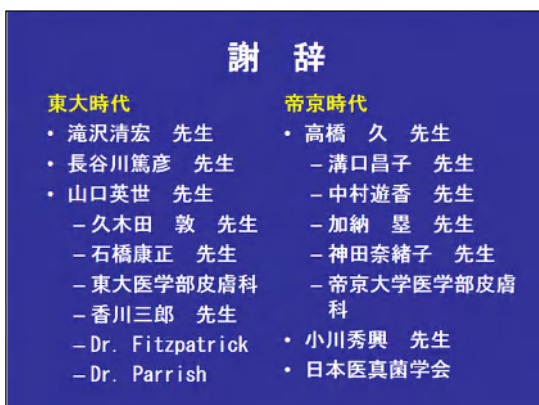 謝 辞
東大時代
• 滝沢清宏 先生
• 長谷川篤彦 先生
• 山口英世 先生
– 久木田 敦 先生
– 石橋康正 先生
– 東大医学部皮膚科
– 香川三郎 先生
– Dr. Fitzpatrick
– Dr. Parrish
帝京時代
• 高橋 久 先生
– 溝口昌子 先生
– 中村遊香 先生
– 加納 塁 先生
– 神田奈緒子 先生
– 帝京大学医学部皮膚
科
• 小川秀興 先生
• 日本医真菌学会